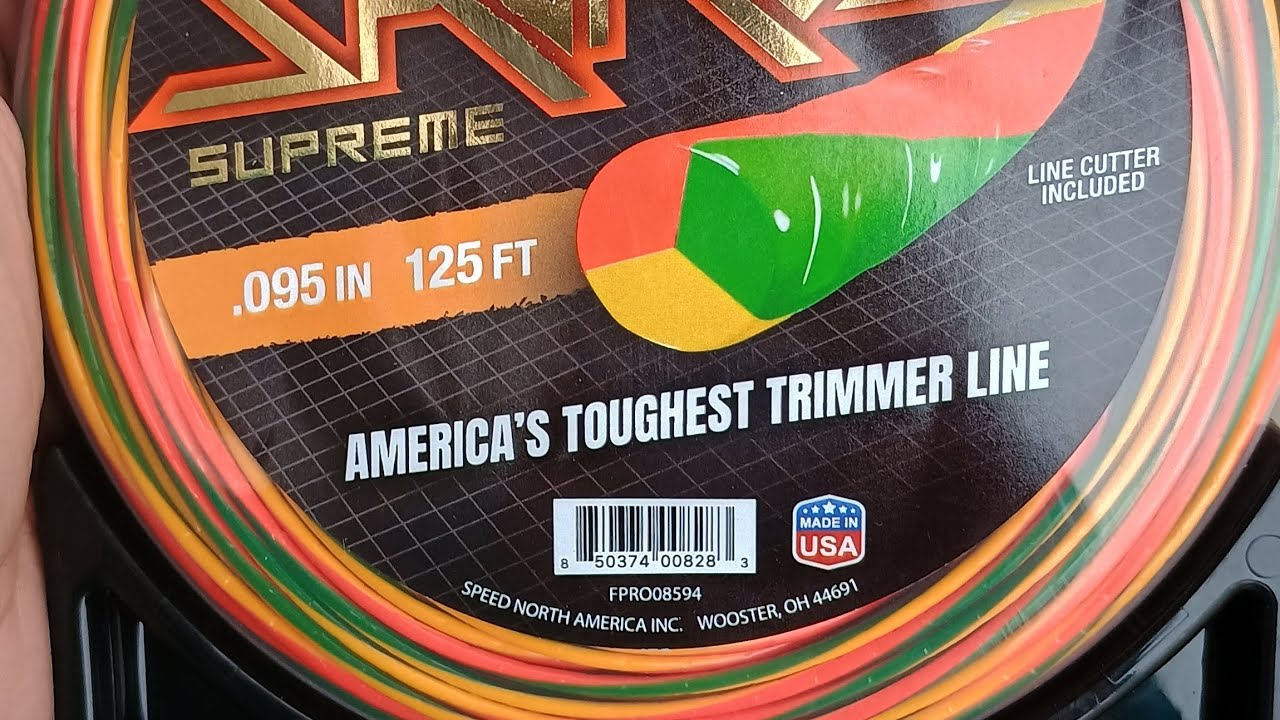 SUPREME
.095 IN 125 FT
LINE CUTTER
INCLUDED
AMERICA'S TOUGHEST TRIMMER LINE
8 50374 00828 3
MADE IN
USA
FPRO08594
SPEED NORTH AMERICA INC. WOOSTER, OH 44691